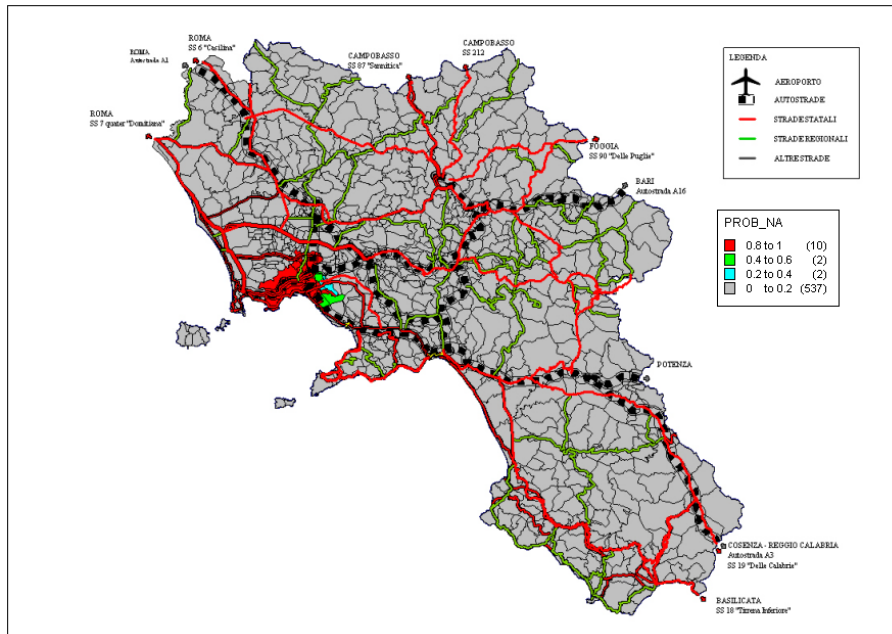 ROMA
SS 6 "Casilina"
ROMA
Autostrada A1
CAMPOBASSO
SS 87 "Sannitica"
CAMPOBASSO
SS 212
ROMA
SS 7 quater "Domitiana"
FOGGIA
SS 90 "Delle Puglie"
BARI
Autostrada A16
POTENZA
COSENZA - REGGIO CALABRIA
Autostrada A3
SS 19 "Delle Calabrie"
BASILICATA
SS 18 "Tirrena Inferiore"
LEGENDA
AEROPORTO
AUTOSTRADE
STRADE STATALI
STRADE REGIONALI
ALTRE STRADE
PROB_NA
0.8 to 1 (10)
0.4 to 0.6 (2)
0.2 to 0.4 (2)
0 to 0.2 (537)